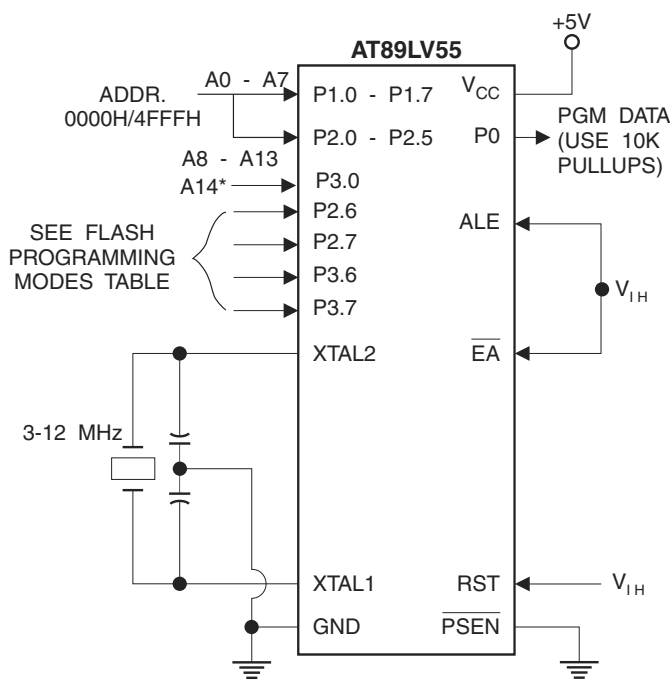 +5V
AT89LV55
A0 - A7
ADDR.
0000H/4FFFH
P1.0 - P1.7
VCC
P2.0 - P2.5
P0
PGM DATA
(USE 10K
PULLUPS)
A8 - A13
A14*
P3.0
P2.6
ALE
SEE FLASH
PROGRAMMING
MODES TABLE
P2.7
P3.6
P3.7
VIH
XTAL2
EA
3-12 MHz
XTAL1
RST
VIH
GND
PSEN